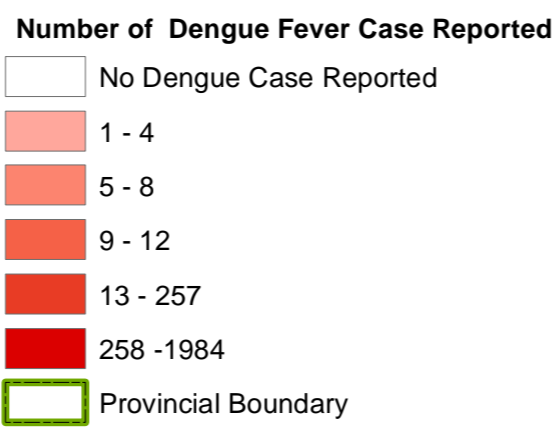 Number of Dengue Fever Case Reported
No Dengue Case Reported
1 - 4
5 - 8
9 - 12
13 - 257
258 -1984
Provincial Boundary